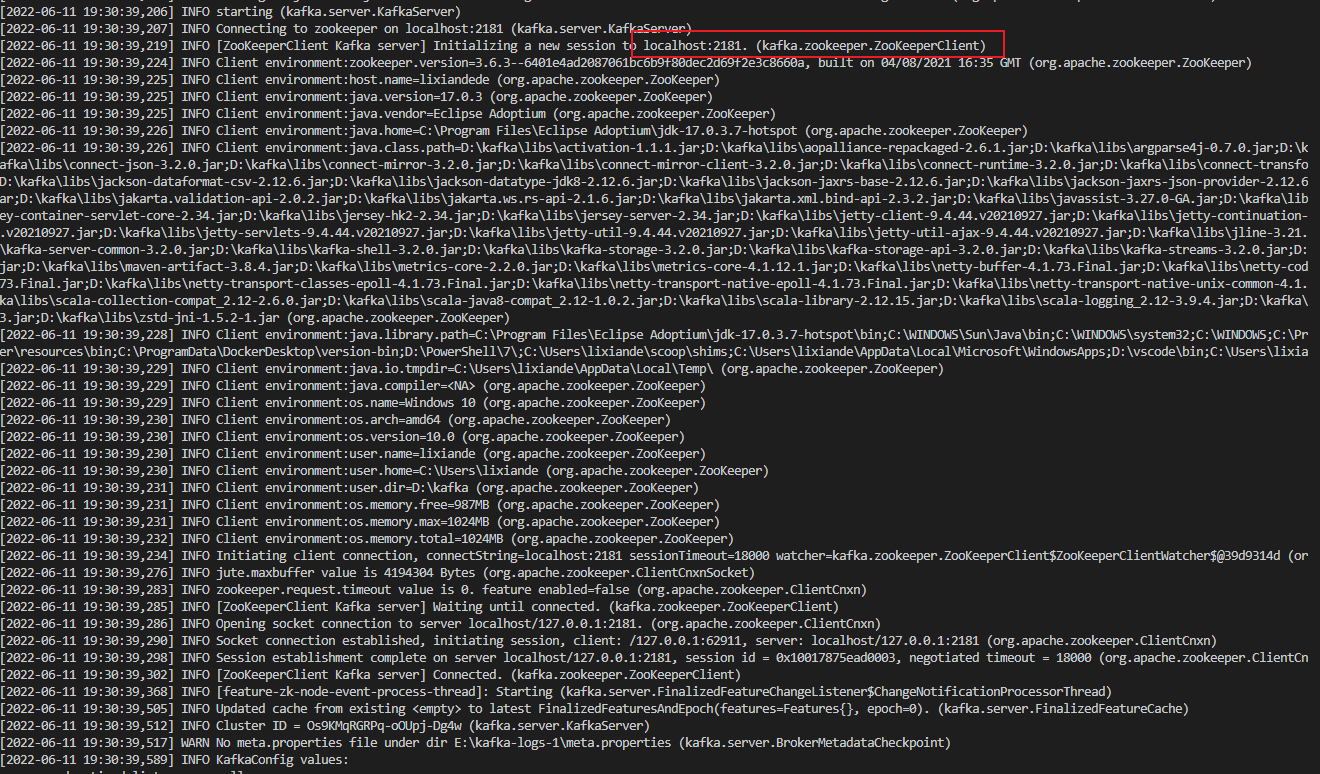 [2022-06-11 19:30:39,206] INFO starting (kafka.server.KafkaServer)
[2022-06-11 19:30:39,207] INFO Connecting to zookeeper on localhost:2181 (kafka.server.KafkaServer)
[2022-06-11 19:30:39,219] INFO [ZooKeeperClient Kafka server] Initializing a new session to localhost:2181. (kafka.zookeeper.ZooKeeperClient)
[2022-06-11 19:30:39,224] INFO Client environment:zookeeper.version=3.6.3--6401e4ad2087061bc6b9f80dec2d69f2e3c8660a, built on 04/08/2021 16:35 GMT (org.apache.zookeeper.ZooKeeper)
[2022-06-11 19:30:39,225] INFO Client environment:host.name=lixiandede (org.apache.zookeeper.ZooKeeper)
[2022-06-11 19:30:39,225] INFO Client environment:java.version=17.0.3 (org.apache.zookeeper.ZooKeeper)
[2022-06-11 19:30:39,225] INFO Client environment:java.vendor=Eclipse Adoptium (org.apache.zookeeper.ZooKeeper)
[2022-06-11 19:30:39,226] INFO Client environment:java.home=C:\Program Files\Eclipse Adoptium\jdk-17.0.3.7-hotspot (org.apache.zookeeper.ZooKeeper)
[2022-06-11 19:30:39,226] INFO Client environment:java.class.path=D:\kafka\libs\activation-1.1.1.jar;D:\kafka\libs\aopalliance-repackaged-2.6.1.jar;D:\kafka\libs\argparse4j-0.7.0.jar;D:\k
afka\libs\connect-json-3.2.0.jar;D:\kafka\libs\connect-mirror-3.2.0.jar;D:\kafka\libs\connect-mirror-client-3.2.0.jar;D:\kafka\libs\connect-runtime-3.2.0.jar;D:\kafka\libs\connect-transfo
D:\kafka\libs\jackson-dataformat-csv-2.12.6.jar;D:\kafka\libs\jackson-datatype-jdk8-2.12.6.jar;D:\kafka\libs\jackson-jaxrs-base-2.12.6.jar;D:\kafka\libs\jackson-jaxrs-json-provider-2.12.6
ar;D:\kafka\libs\jakarta.validation-api-2.0.2.jar;D:\kafka\libs\jakarta.ws.rs-api-2.1.6.jar;D:\kafka\libs\jakarta.xml.bind-api-2.3.2.jar;D:\kafka\libs\javassist-3.27.0-GA.jar;D:\kafka\lib
ey-container-servlet-core-2.34.jar;D:\kafka\libs\jersey-hk2-2.34.jar;D:\kafka\libs\jersey-server-2.34.jar;D:\kafka\libs\jetty-client-9.4.44.v20210927.jar;D:\kafka\libs\jetty-continuation-
.v20210927.jar;D:\kafka\libs\jetty-servlets-9.4.44.v20210927.jar;D:\kafka\libs\jetty-util-9.4.44.v20210927.jar;D:\kafka\libs\jetty-util-ajax-9.4.44.v20210927.jar;D:\kafka\libs\jline-3.21.
\kafka-server-common-3.2.0.jar;D:\kafka\libs\kafka-shell-3.2.0.jar;D:\kafka\libs\kafka-storage-3.2.0.jar;D:\kafka\libs\kafka-storage-api-3.2.0.jar;D:\kafka\libs\kafka-streams-3.2.0.jar;D:
jar;D:\kafka\libs\maven-artifact-3.8.4.jar;D:\kafka\libs\metrics-core-2.2.0.jar;D:\kafka\libs\metrics-core-4.1.12.1.jar;D:\kafka\libs\netty-buffer-4.1.73.Final.jar;D:\kafka\libs\netty-cod
73.Final.jar;D:\kafka\libs\netty-transport-classes-epoll-4.1.73.Final.jar;D:\kafka\libs\netty-transport-native-epoll-4.1.73.Final.jar;D:\kafka\libs\netty-transport-native-unix-common-4.1.
ka\libs\scala-collection-compat_2.12-2.6.0.jar;D:\kafka\libs\scala-java8-compat_2.12-1.0.2.jar;D:\kafka\libs\scala-library-2.12.15.jar;D:\kafka\libs\scala-logging_2.12-3.9.4.jar;D:\kafka\
3.jar;D:\kafka\libs\zstd-jni-1.5.2-1.jar (org.apache.zookeeper.ZooKeeper)
[2022-06-11 19:30:39,228] INFO Client environment:java.library.path=C:\Program Files\Eclipse Adoptium\jdk-17.0.3.7-hotspot\bin;C:\WINDOWS\Sun\Java\bin;C:\WINDOWS\system32;C:\WINDOWS;C:\Pr
er\resources\bin;C:\ProgramData\DockerDesktop\version-bin;D:\PowerShell\7\;C:\Users\lixiande\scoop\shims;C:\Users\lixiande\AppData\Local\Microsoft\WindowsApps;D:\vscode\bin;C:\Users\lixia
[2022-06-11 19:30:39,229] INFO Client environment:java.io.tmpdir=C:\Users\lixiande\AppData\Local\Temp\ (org.apache.zookeeper.ZooKeeper)
[2022-06-11 19:30:39,229] INFO Client environment:java.compiler=<NA> (org.apache.zookeeper.ZooKeeper)
[2022-06-11 19:30:39,229] INFO Client environment:os.name=Windows 10 (org.apache.zookeeper.ZooKeeper)
[2022-06-11 19:30:39,230] INFO Client environment:os.arch=amd64 (org.apache.zookeeper.ZooKeeper)
[2022-06-11 19:30:39,230] INFO Client environment:os.version=10.0 (org.apache.zookeeper.ZooKeeper)
[2022-06-11 19:30:39,230] INFO Client environment:user.name=lixiande (org.apache.zookeeper.ZooKeeper)
[2022-06-11 19:30:39,230] INFO Client environment:user.home=C:\Users\lixiande (org.apache.zookeeper.ZooKeeper)
[2022-06-11 19:30:39,231] INFO Client environment:user.dir=D:\kafka (org.apache.zookeeper.ZooKeeper)
[2022-06-11 19:30:39,231] INFO Client environment:os.memory.free=987MB (org.apache.zookeeper.ZooKeeper)
[2022-06-11 19:30:39,231] INFO Client environment:os.memory.max=1024MB (org.apache.zookeeper.ZooKeeper)
[2022-06-11 19:30:39,232] INFO Client environment:os.memory.total=1024MB (org.apache.zookeeper.ZooKeeper)
[2022-06-11 19:30:39,234] INFO Initiating client connection, connectString=localhost:2181 sessionTimeout=18000 watcher=kafka.zookeeper.ZooKeeperClient$ZooKeeperClientWatcher$@39d9314d (or
[2022-06-11 19:30:39,276] INFO jute.maxbuffer value is 4194304 Bytes (org.apache.zookeeper.ClientCnxnSocket)
[2022-06-11 19:30:39,283] INFO zookeeper.request.timeout value is 0. feature enabled=false (org.apache.zookeeper.ClientCnxn)
[2022-06-11 19:30:39,285] INFO [ZooKeeperClient Kafka server] Waiting until connected. (kafka.zookeeper.ZooKeeperClient)
[2022-06-11 19:30:39,286] INFO Opening socket connection to server localhost/127.0.0.1:2181. (org.apache.zookeeper.ClientCnxn)
[2022-06-11 19:30:39,290] INFO Socket connection established, initiating session, client: /127.0.0.1:62911, server: localhost/127.0.0.1:2181 (org.apache.zookeeper.ClientCnxn)
[2022-06-11 19:30:39,298] INFO Session establishment complete on server localhost/127.0.0.1:2181, session id = 0x10017875ead0003, negotiated timeout = 18000 (org.apache.zookeeper.ClientCn
[2022-06-11 19:30:39,302] INFO [ZooKeeperClient Kafka server] Connected. (kafka.zookeeper.ZooKeeperClient)
[2022-06-11 19:30:39,368] INFO [feature-zk-node-event-process-thread]: Starting (kafka.server.FinalizedFeatureChangeListener$ChangeNotificationProcessorThread)
[2022-06-11 19:30:39,505] INFO Updated cache from existing <empty> to latest FinalizedFeaturesAndEpoch(features=Features{}, epoch=0). (kafka.server.FinalizedFeatureCache)
[2022-06-11 19:30:39,512] INFO Cluster ID = Os9KMqRGRPq-oOUpj-Dg4w (kafka.server.KafkaServer)
[2022-06-11 19:30:39,517] WARN No meta.properties file under dir E:\kafka-logs-1\meta.properties (kafka.server.BrokerMetadataCheckpoint)
[2022-06-11 19:30:39,589] INFO KafkaConfig values: